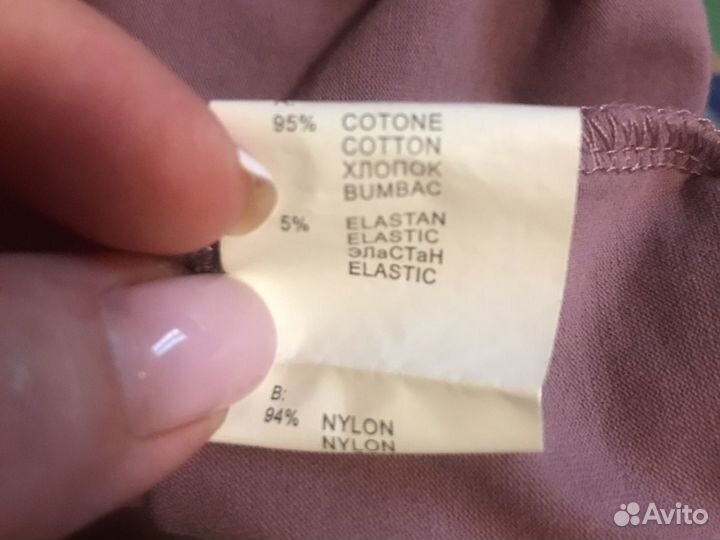 95% COTONE
COTTON
ХЛОПОК
BUMBAC
5% ELASTAN
ELASTIC
ЭЛаСТаН
ELASTIC
B:
94% NYLON
NYLON
Avito